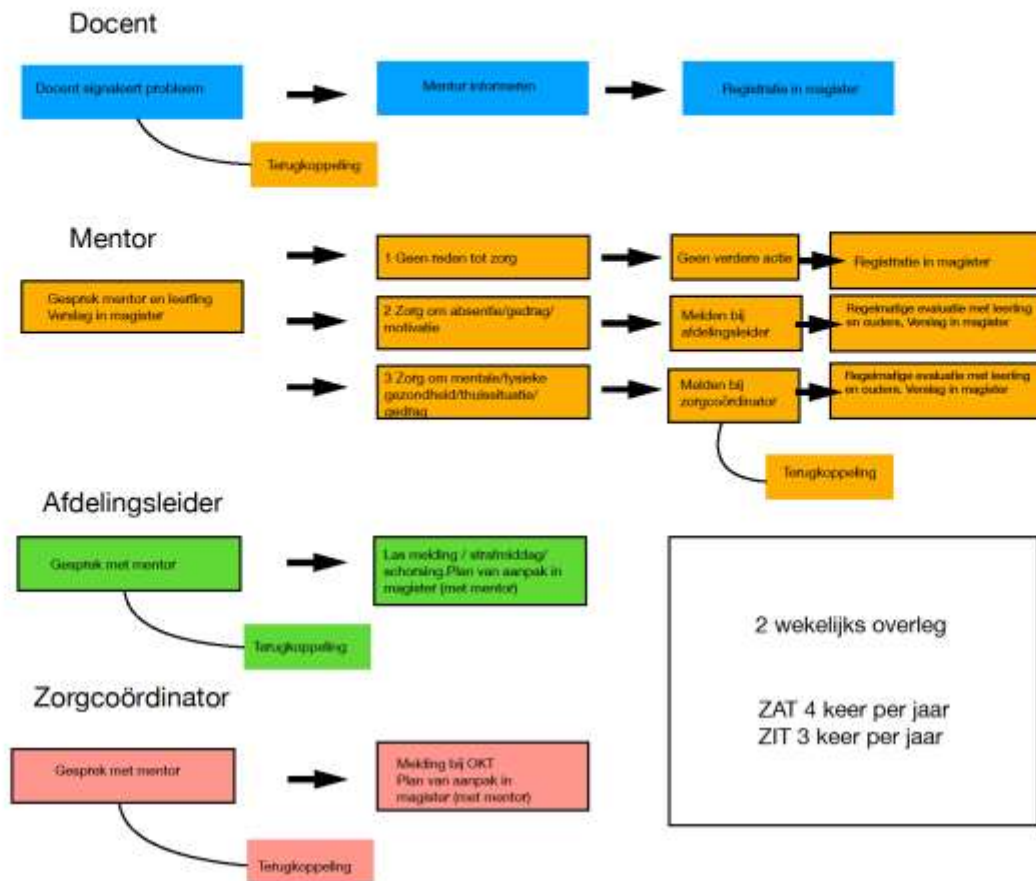 Docent
Docent signaleert probleem
Mentor informeren
Registratie in magister
Terugkoppeling
Mentor
Gesprek mentor en leerling
Verslag in magister
1 Geen reden tot zorg
Geen verdere actie
Registratie in magister
2 Zorg om absentie/gedrag/
motivatie
Melden bij
afdelingsleider
Regelmatige evaluatie met leerling
en ouders. Verslag in magister
3 Zorg om mentale/fysieke
gezondheid/thuissituatie/
gedrag
Melden bij
zorgcoördinator
Regelmatige evaluatie met leerling
en ouders. Verslag in magister
Terugkoppeling
Afdelingsleider
Gesprek met mentor
Las melding / strafmiddag/
schorsing.Plan van aanpak in
magister (met mentor)
Terugkoppeling
2 wekelijks overleg
ZAT 4 keer per jaar
ZIT 3 keer per jaar
Zorgcoördinator
Gesprek met mentor
Melding bij OKT
Plan van aanpak in
magister (met mentor)
Terugkoppeling